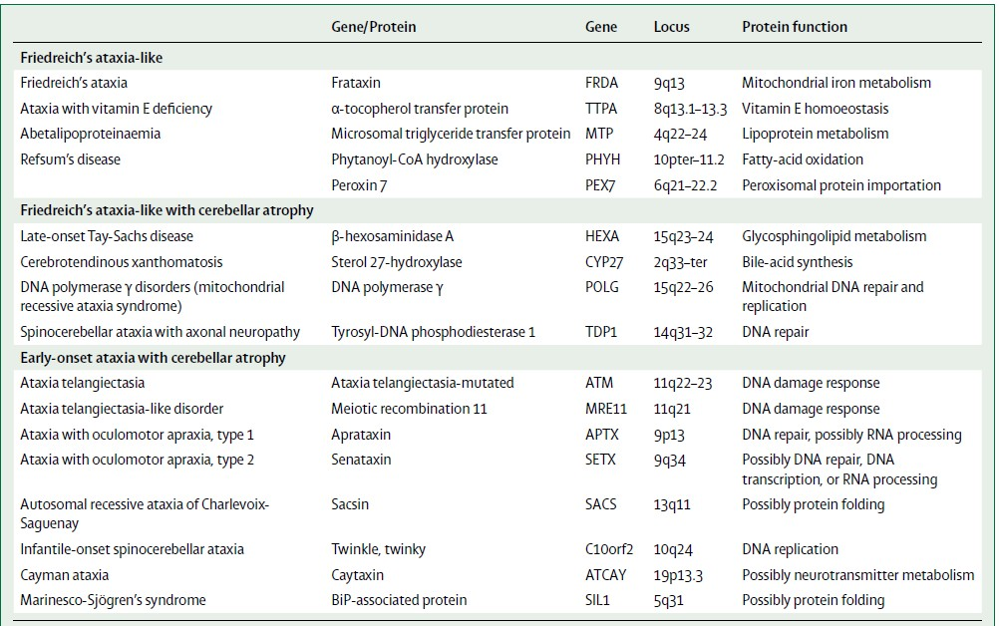 Gene/Protein Gene Locus Protein function
Friedreich's ataxia-like
Friedreich's ataxia Frataxin FRDA 9q13 Mitochondrial iron metabolism
Ataxia with vitamin E deficiency α-tocopherol transfer protein TTPA 8q13.1–13.3 Vitamin E homoeostasis
Abetalipoproteinaemia Microsomal triglyceride transfer protein MTP 4q22–24 Lipoprotein metabolism
Refsum's disease Phytanoyl-CoA hydroxylase PHYH 10pter–11.2 Fatty-acid oxidation
Peroxin 7 PEX7 6q21–22.2 Peroxisomal protein importation
Friedreich's ataxia-like with cerebellar atrophy
Late-onset Tay-Sachs disease β-hexosaminidase A HEXA 15q23–24 Glycosphingolipid metabolism
Cerebrotendinous xanthomatosis Sterol 27-hydroxylase CYP27 2q33–ter Bile-acid synthesis
DNA polymerase γ disorders (mitochondrial DNA polymerase γ POLG 15q22–26 Mitochondrial DNA repair and
recessive ataxia syndrome) replication
Spinocerebellar ataxia with axonal neuropathy Tyrosyl-DNA phosphodiesterase 1 TDP1 14q31–32 DNA repair
Early-onset ataxia with cerebellar atrophy
Ataxia telangiectasia Ataxia telangiectasia-mutated ATM 11q22–23 DNA damage response
Ataxia telangiectasia-like disorder Meiotic recombination 11 MRE11 11q21 DNA damage response
Ataxia with oculomotor apraxia, type 1 Aprataxin APTX 9p13 DNA repair, possibly RNA processing
Ataxia with oculomotor apraxia, type 2 Senataxin SETX 9q34 Possibly DNA repair, DNA
transcription, or RNA processing
Autosomal recessive ataxia of Charlevoix- Sacsin SACS 13q11 Possibly protein folding
Saguenay
Infantile-onset spinocerebellar ataxia Twinkle, twinky C10orf2 10q24 DNA replication
Cayman ataxia Caytaxin ATCAY 19p13.3 Possibly neurotransmitter metabolism
Marinesco-Sjögren's syndrome BiP-associated protein SIL1 5q31 Possibly protein folding